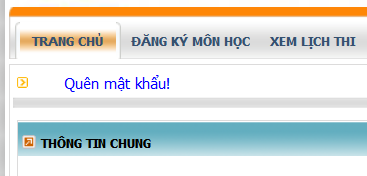 TRANG CHỦ ĐĂNG KÝ MÔN HỌC XEM LỊCH THI
Quên mật khẩu!
THÔNG TIN CHUNG